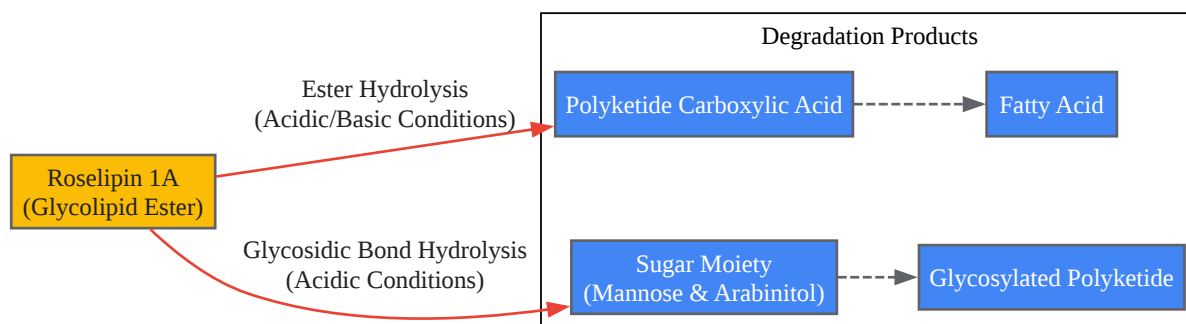 Degradation Products
Ester Hydrolysis
(Acidic/Basic Conditions)
Polyketide Carboxylic Acid
Fatty Acid
Roselipin 1A
(Glycolipid Ester)
Glycosidic Bond Hydrolysis
(Acidic Conditions)
Sugar Moiety
(Mannose & Arabinitol)
Glycosylated Polyketide